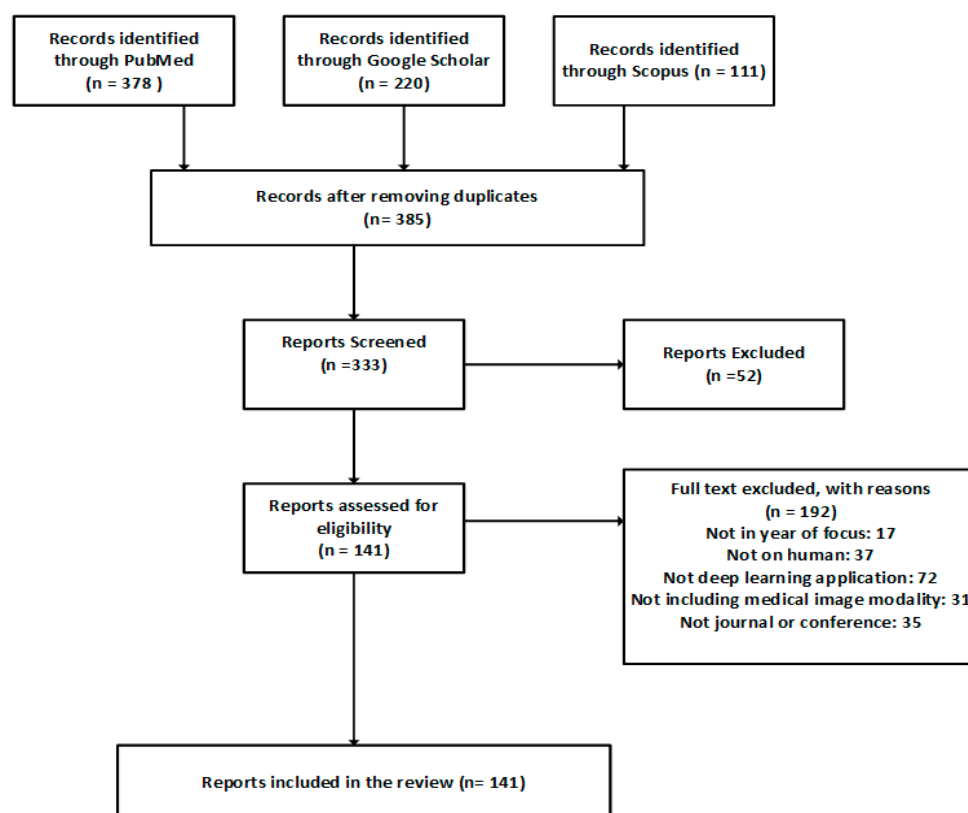 Records identified
through PubMed
(n = 378 )
Records identified
through Google Scholar
(n = 220)
Records identified
through Scopus (n = 111)
Records after removing duplicates
(n= 385)
Reports Screened
(n =333)
Reports Excluded
(n =52)
Reports assessed for
eligibility
(n = 141)
Full text excluded, with reasons
(n = 192)
Not in year of focus: 17
Not on human: 37
Not deep learning application: 72
Not including medical image modality: 31
Not journal or conference: 35
Reports included in the review (n= 141)